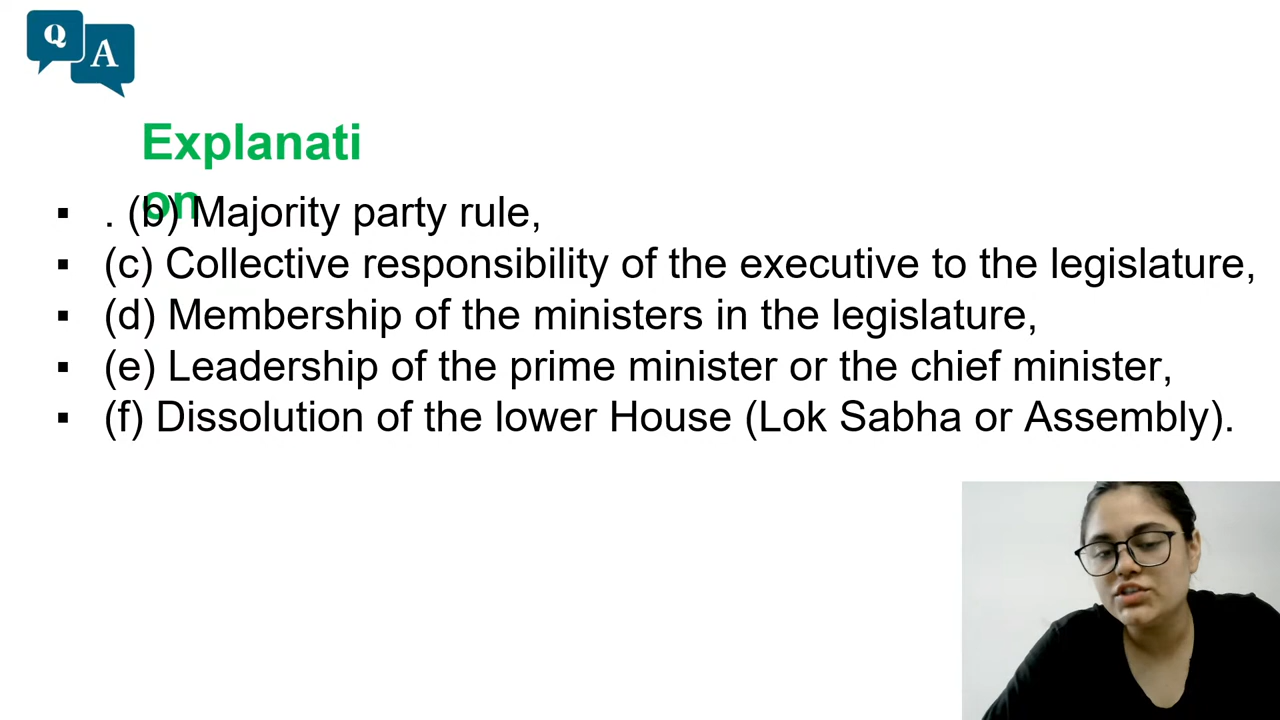 Q
A
Explanati
on
▪ . (b) Majority party rule,
▪ (c) Collective responsibility of the executive to the legislature,
▪ (d) Membership of the ministers in the legislature,
▪ (e) Leadership of the prime minister or the chief minister,
▪ (f) Dissolution of the lower House (Lok Sabha or Assembly).